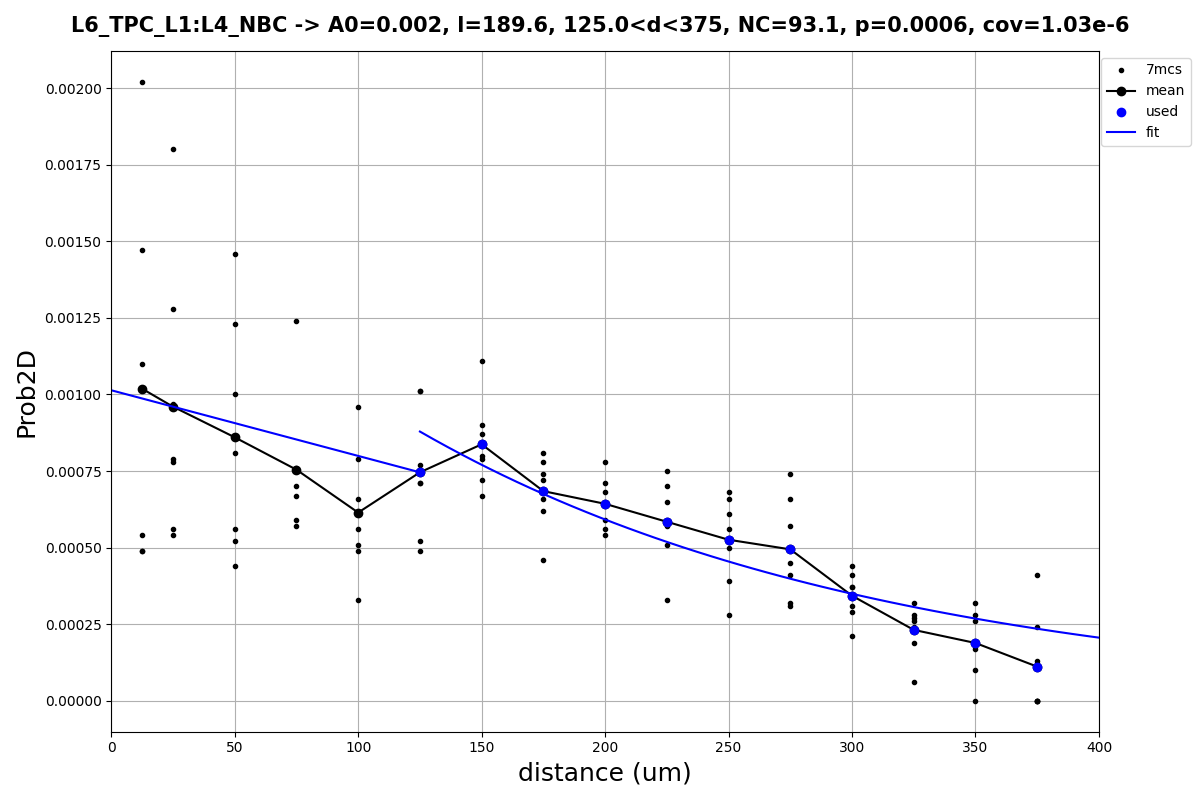 L6_TPC_L1:L4_NBC -> A0=0.002, l=189.6, 125.0<d<375, NC=93.1, p=0.0006, cov=1.03e-6
7mcs
mean
used
fit
Prob2D
0.00200
0.00175
0.00150
0.00125
0.00100
0.00075
0.00050
0.00025
0.00000
0 50 100 150 200 250 300 350 400
distance (um)